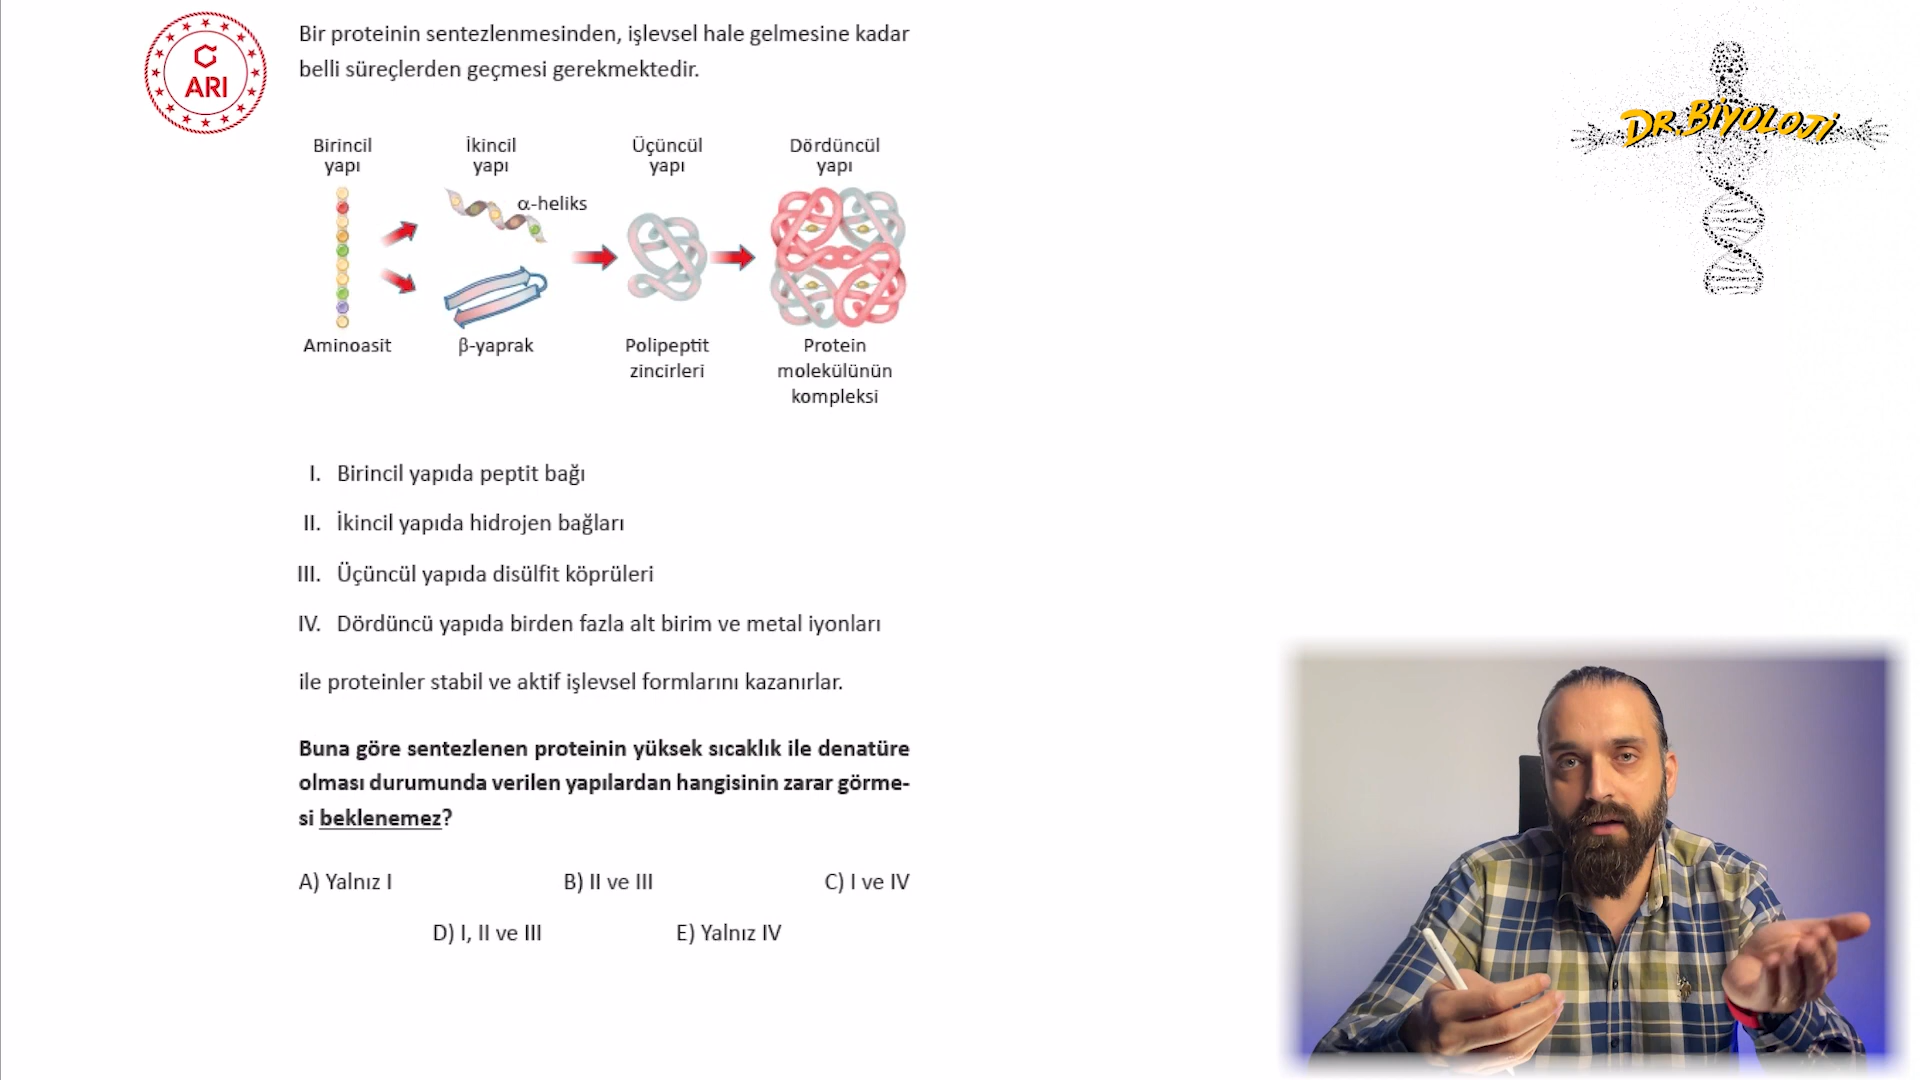 ARI
Bir proteinin sentezlenmesinden, işlevsel hale gelmesine kadar
belli süreçlerden geçmesi gerekmektedir.
DR.BİYOLOJİ
Birincil
yapı
İkincil
yapı
Üçüncül
yapı
Dördüncül
yapı
α-heliks
Aminoasit
β-yaprak
Polipeptit
zincirleri
Protein
molekülünün
kompleksi
I. Birincil yapıda peptit bağı
II. İkincil yapıda hidrojen bağları
III. Üçüncül yapıda disülfit köprüleri
IV. Dördüncü yapıda birden fazla alt birim ve metal iyonları
ile proteinler stabil ve aktif işlevsel formlarını kazanırlar.
Buna göre sentezlenen proteinin yüksek sıcaklık ile denatüre
olması durumunda verilen yapılardan hangisinin zarar görme-
si beklenemez?
A) Yalnız I B) II ve III C) I ve IV
D) I, II ve III E) Yalnız IV